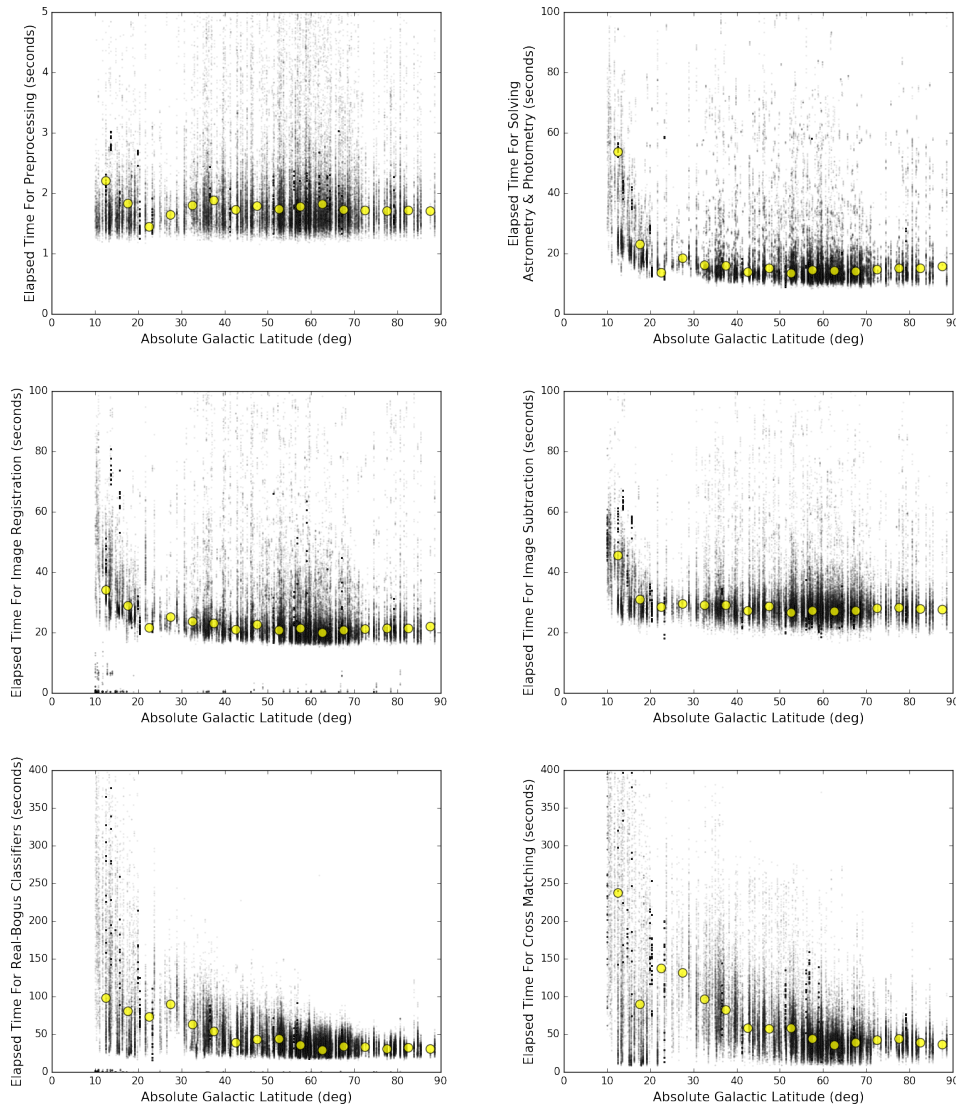 Elapsed Time For Preprocessing (seconds)
5
4
3
2
1
0
0 10 20 30 40 50 60 70 80 90
Absolute Galactic Latitude (deg)
Elapsed Time For Solving
Astrometry & Photometry (seconds)
100
80
60
40
20
0
0 10 20 30 40 50 60 70 80 90
Absolute Galactic Latitude (deg)
Elapsed Time For Image Registration (seconds)
100
80
60
40
20
0
0 10 20 30 40 50 60 70 80 90
Absolute Galactic Latitude (deg)
Elapsed Time For Image Subtraction (seconds)
100
80
60
40
20
0
0 10 20 30 40 50 60 70 80 90
Absolute Galactic Latitude (deg)
Elapsed Time For Real-Bogus Classifiers (seconds)
400
350
300
250
200
150
100
50
0
0 10 20 30 40 50 60 70 80 90
Absolute Galactic Latitude (deg)
Elapsed Time For Cross Matching (seconds)
400
350
300
250
200
150
100
50
0
0 10 20 30 40 50 60 70 80 90
Absolute Galactic Latitude (deg)